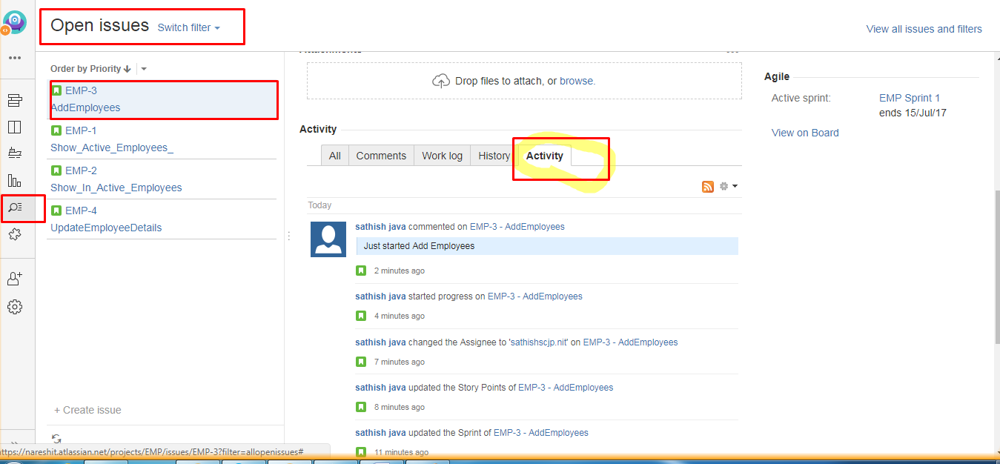 Open issues Switch filter
View all issues and filters
Order by Priority
EMP-3
AddEmployees
EMP-1
Show_Active_Employees_
EMP-2
Show_In_Active_Employees
EMP-4
UpdateEmployeeDetails
+ Create issue
Attachments
Drop files to attach, or browse.
Activity
All Comments Work log History Activity
Today
sathish java commented on EMP-3 - AddEmployees
Just started Add Employees
2 minutes ago
sathish java started progress on EMP-3 - AddEmployees
4 minutes ago
sathish java changed the Assignee to 'sathishscjp.nit' on EMP-3 - AddEmployees
7 minutes ago
sathish java updated the Story Points of EMP-3 - AddEmployees
8 minutes ago
sathish java updated the Sprint of EMP-3 - AddEmployees
11 minutes ago
Agile
Active sprint: EMP Sprint 1
ends 15/Jul/17
View on Board
https://nareshit.atlassian.net/projects/EMP/issues/EMP-3?filter=allopenissues#